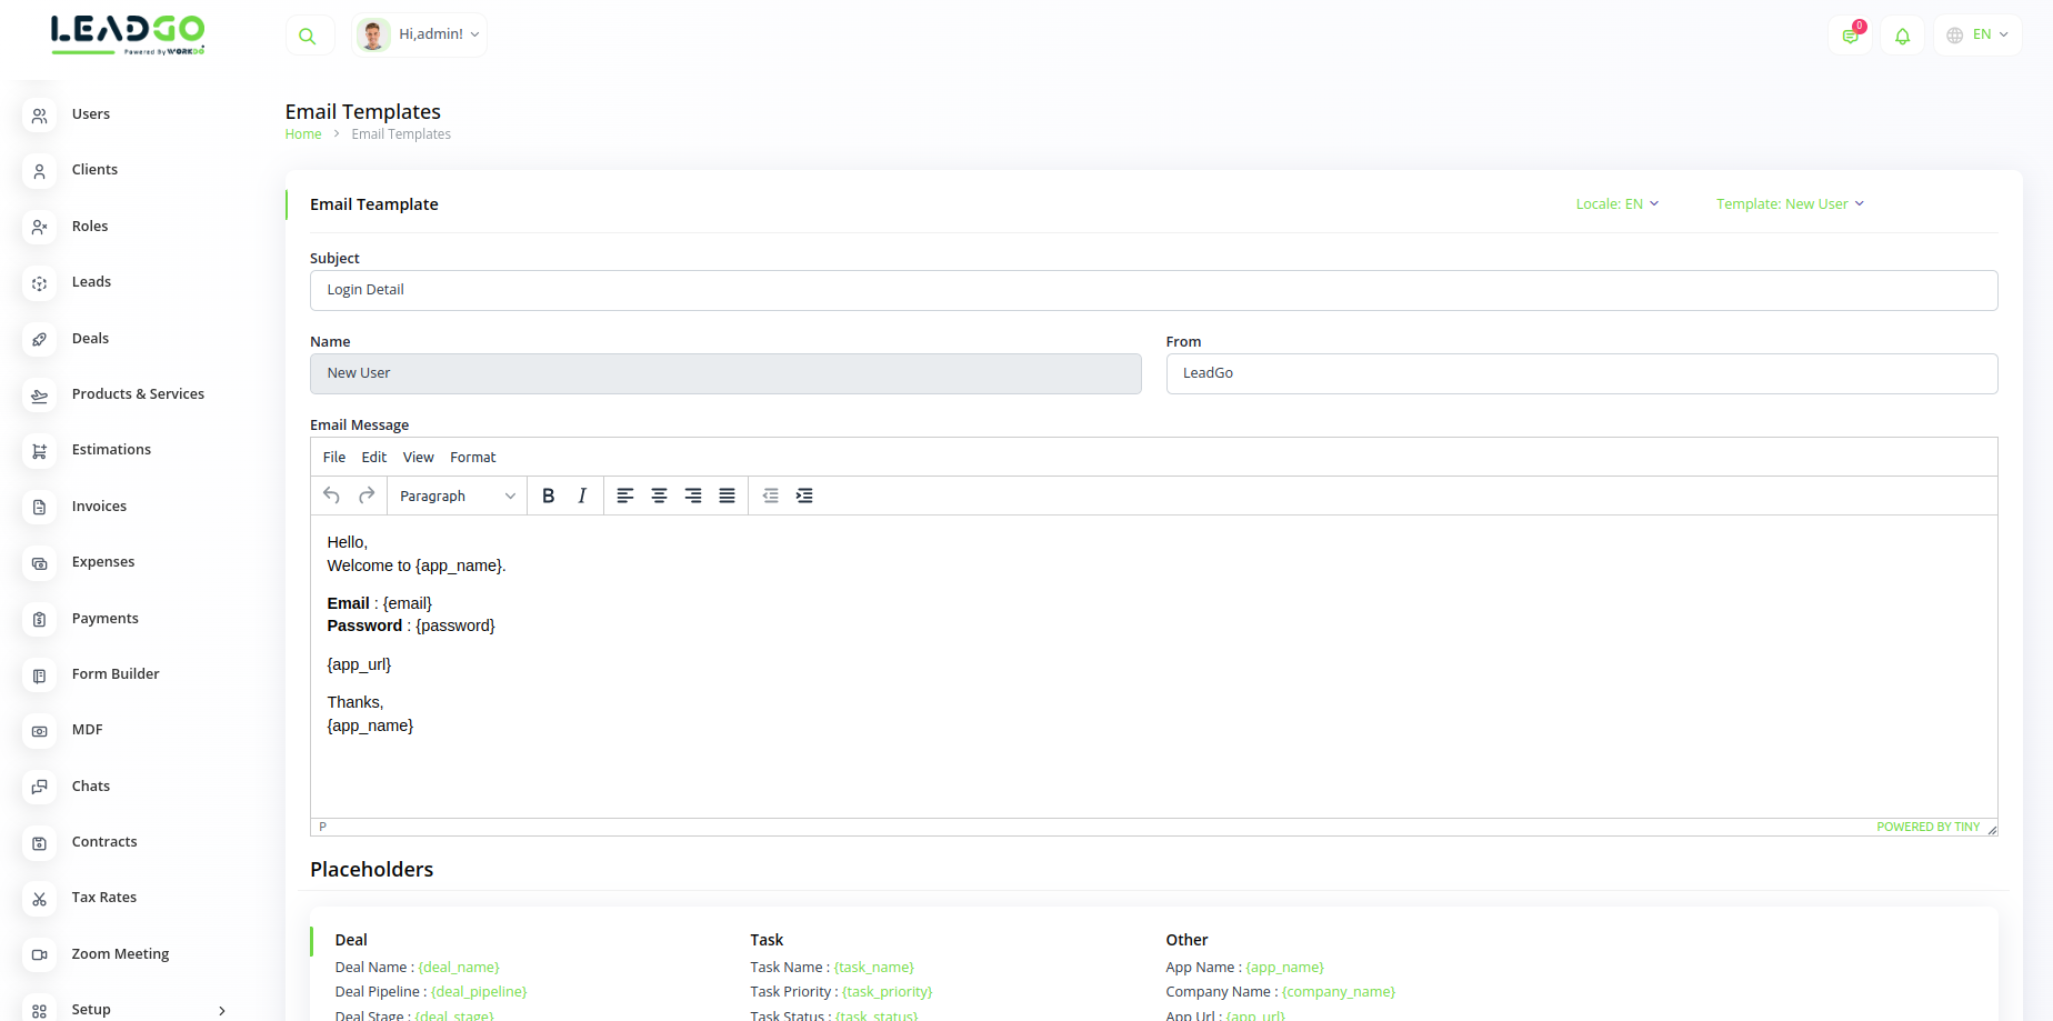 LEADGO
Powered By WORKDO
Hi,admin!
0
EN
Users
Clients
Roles
Leads
Deals
Products & Services
Estimations
Invoices
Expenses
Payments
Form Builder
MDF
Chats
Contracts
Tax Rates
Zoom Meeting
Setup
Email Templates
Home > Email Templates
Email Teamplate
Locale: EN
Template: New User
Subject
Login Detail
Name
From
New User
LeadGo
Email Message
File Edit View Format
Paragraph B I
Hello,
Welcome to {app_name}.
Email : {email}
Password : {password}
{app_url}
Thanks,
{app_name}
P
POWERED BY TINY
Placeholders
Deal
Deal Name : {deal_name}
Deal Pipeline : {deal_pipeline}
Deal Stage : {deal_stage}
Task
Task Name : {task_name}
Task Priority : {task_priority}
Task Status : {task_status}
Other
App Name : {app_name}
Company Name : {company_name}
App Url : {app_url}